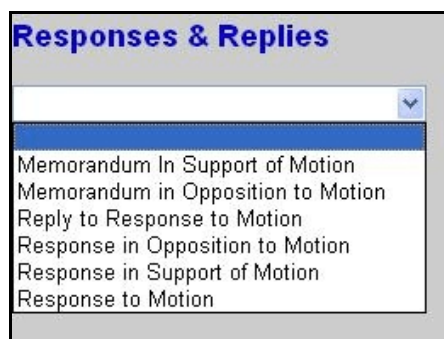 Responses & Replies
Memorandum In Support of Motion
Memorandum in Opposition to Motion
Reply to Response to Motion
Response in Opposition to Motion
Response in Support of Motion
Response to Motion